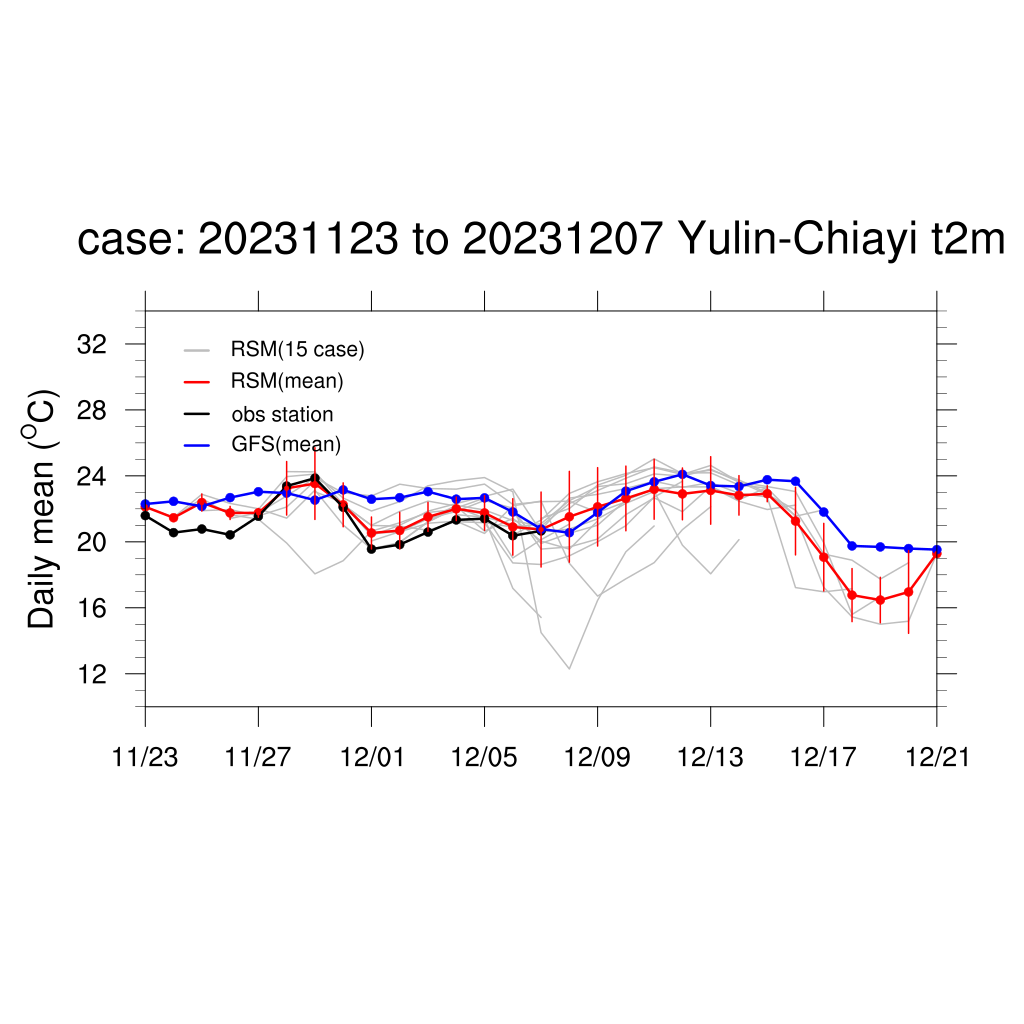 case: 20231123 to 20231207 Yulin-Chiayi t2m
Daily mean (°C)
32
28
24
20
16
12
RSM(15 case)
RSM(mean)
obs station
GFS(mean)
11/23 11/27 12/01 12/05 12/09 12/13 12/17 12/21